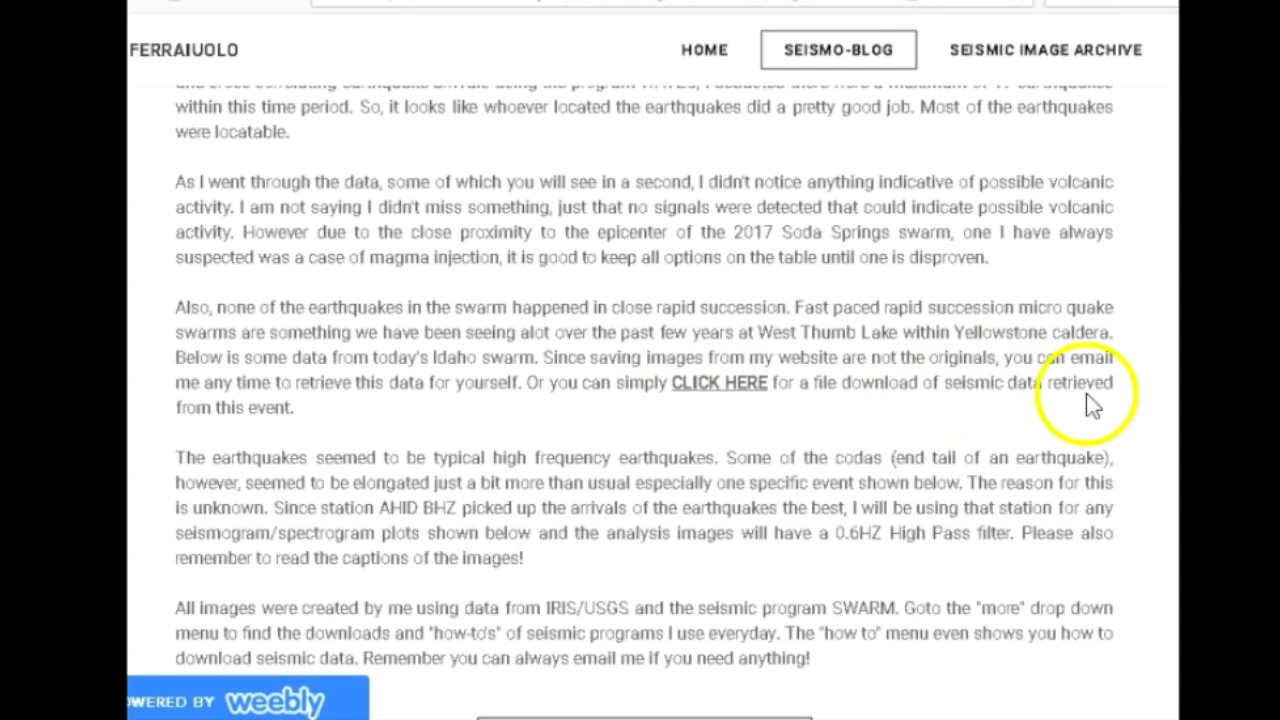 FERRAIUOLO
HOME
SEISMO-BLOG
SEISMIC IMAGE ARCHIVE
within this time period. So, it looks like whoever located the earthquakes did a pretty good job. Most of the earthquakes
were locatable.
As I went through the data, some of which you will see in a second, I didn't notice anything indicative of possible volcanic
activity. I am not saying I didn't miss something, just that no signals were detected that could indicate possible volcanic
activity. However due to the close proximity to the epicenter of the 2017 Soda Springs swarm, one I have always
suspected was a case of magma injection, it is good to keep all options on the table until one is disproven.
Also, none of the earthquakes in the swarm happened in close rapid succession. Fast paced rapid succession micro quake
swarms are something we have been seeing alot over the past few years at West Thumb Lake within Yellowstone caldera.
Below is some data from today's Idaho swarm. Since saving images from my website are not the originals, you can email
me any time to retrieve this data for yourself. Or you can simply CLICK HERE for a file download of seismic data retrieved
from this event.
The earthquakes seemed to be typical high frequency earthquakes. Some of the codas (end tail of an earthquake),
however, seemed to be elongated just a bit more than usual especially one specific event shown below. The reason for this
is unknown. Since station AHID BHZ picked up the arrivals of the earthquakes the best, I will be using that station for any
seismogram/spectrogram plots shown below and the analysis images will have a 0.6HZ High Pass filter. Please also
remember to read the captions of the images!
All images were created by me using data from IRIS/USGS and the seismic program SWARM. Goto the "more" drop down
menu to find the downloads and "how-to's" of seismic programs I use everyday. The "how to" menu even shows you how to
download seismic data. Remember you can always email me if you need anything!
OWERED BY weebly